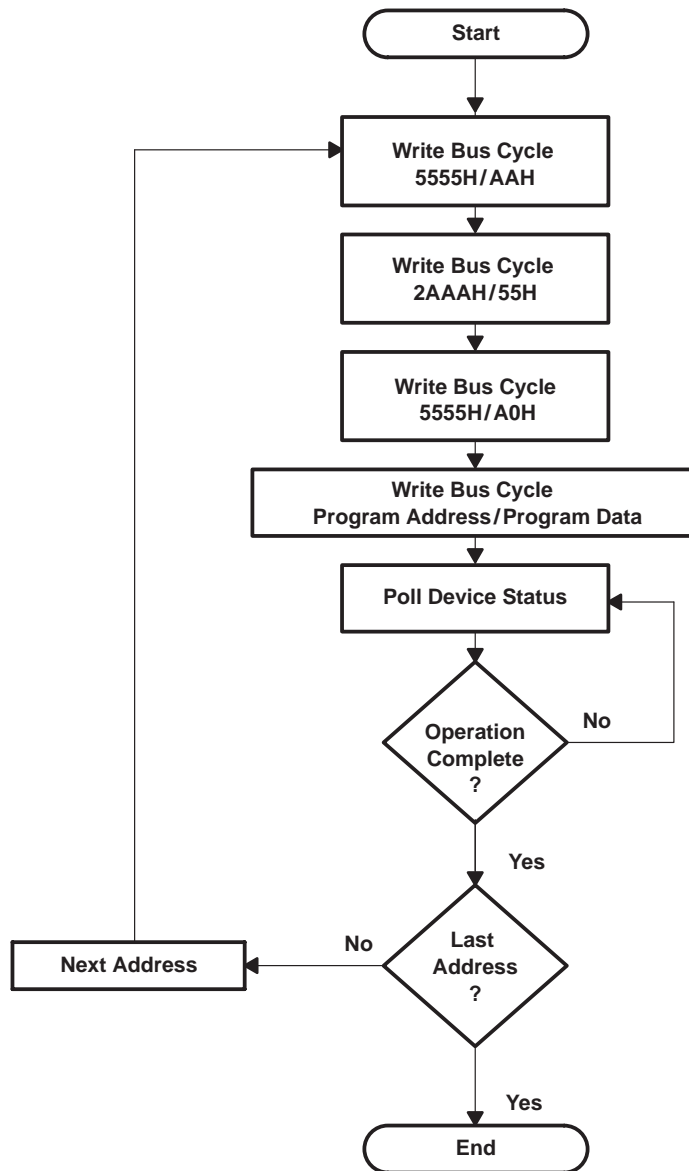 Start
Write Bus Cycle
5555H/AAH
Write Bus Cycle
2AAAH/55H
Write Bus Cycle
5555H/A0H
Write Bus Cycle
Program Address/Program Data
Poll Device Status
Operation
Complete
?
No
Yes
Next Address
No
Last
Address
?
Yes
End